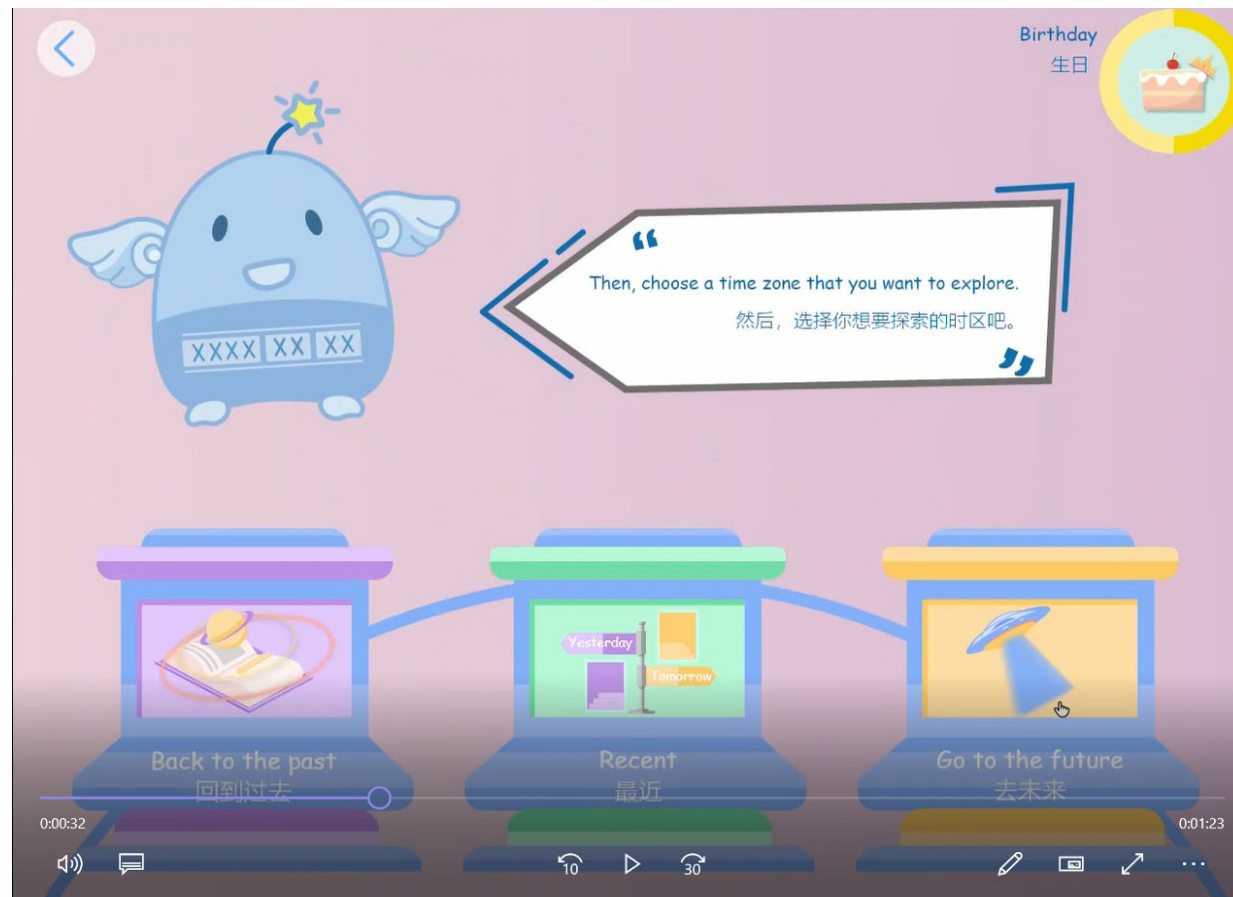 Birthday
生日
“
Then, choose a time zone that you want to explore.
然后，选择你想要探索的时区吧。
”
XXXX XX XX
Yesterday
Tomorrow
Back to the past
回到过去
Recent
最近
Go to the future
去未来
0:00:32
0:01:23
10
30